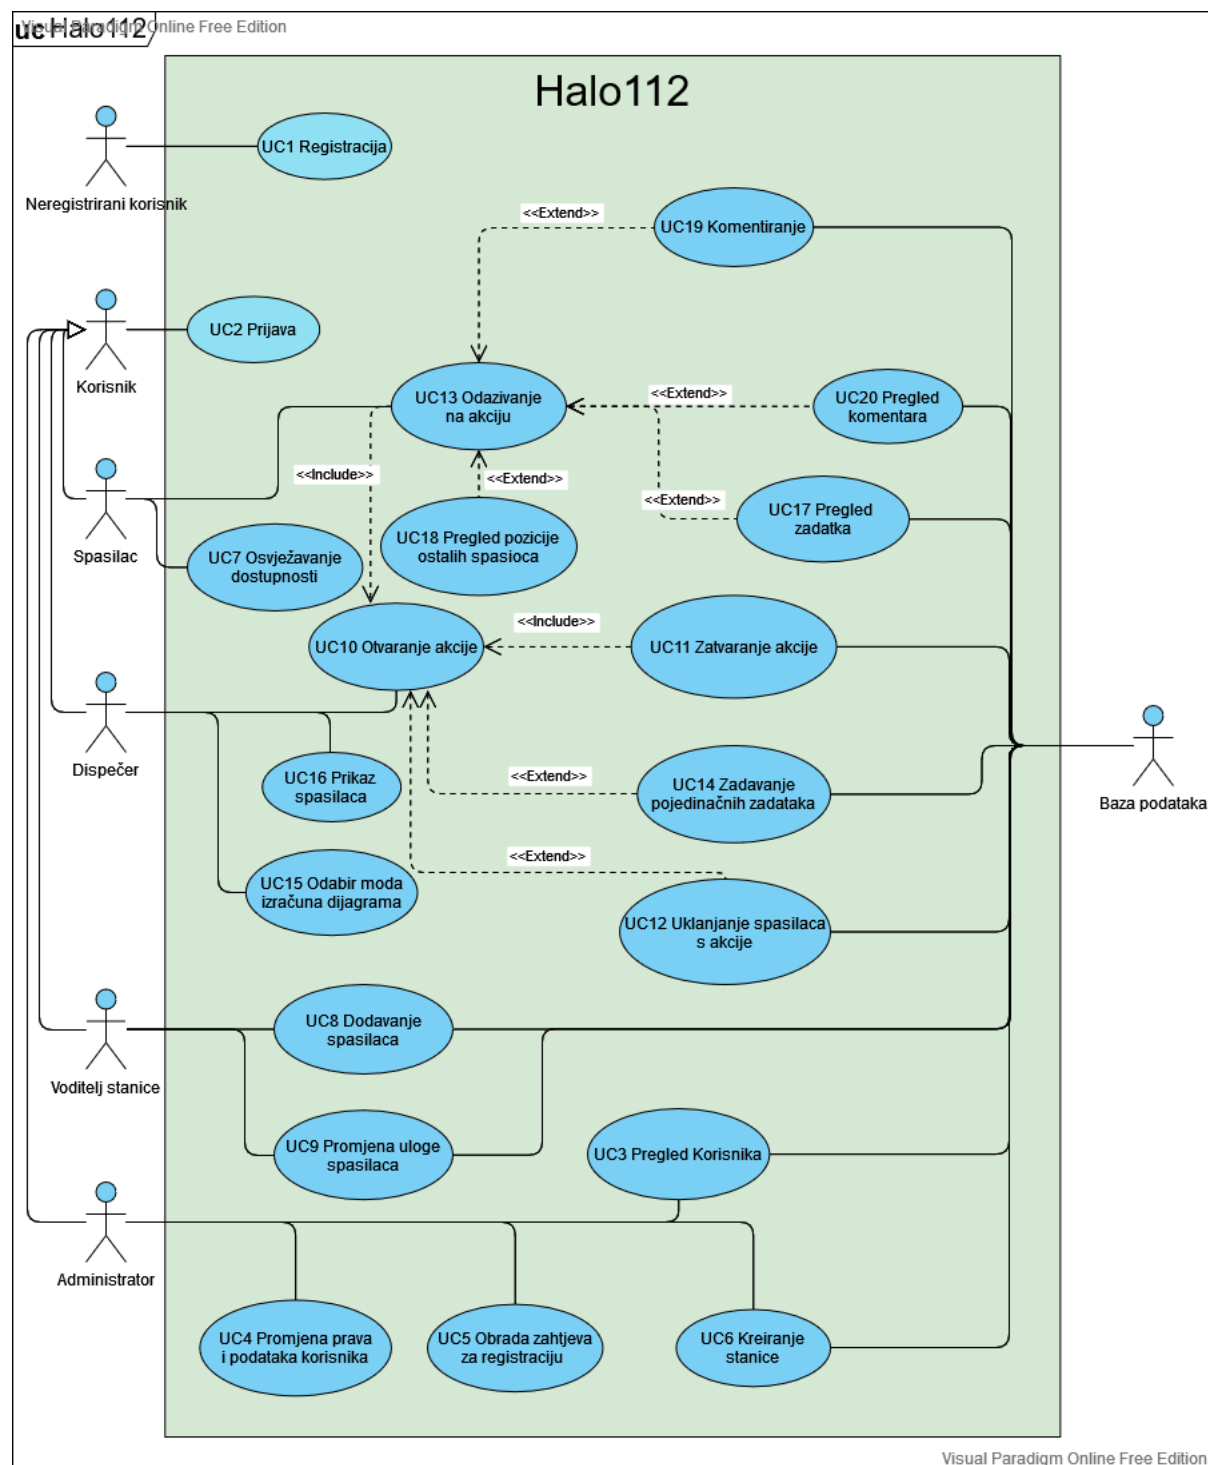 Visual Paradigm Online Free Edition
uc Halo112
Halo112
UC1 Registracija
Neregistrirani korisnik
<<Extend>>
UC19 Komentiranje
UC2 Prijava
Korisnik
UC13 Odazivanje
na akciju
<<Extend>>
UC20 Pregled
komentara
<<Include>>
<<Extend>>
<<Extend>>
UC17 Pregled
zadatka
Spasilac
UC7 Osvježavanje
dostupnosti
UC18 Pregled pozicije
ostalih spasioca
<<Include>>
UC10 Otvaranje akcije
UC11 Zatvaranje akcije
Dispečer
UC16 Prikaz
spasilaca
<<Extend>>
UC14 Zadavanje
pojedinačnih zadataka
Baza podataka
<<Extend>>
UC15 Odabir moda
izračuna dijagrama
UC12 Uklanjanje spasilaca
s akcije
UC8 Dodavanje
spasilaca
Voditelj stanice
UC9 Promjena uloge
spasilaca
UC3 Pregled Korisnika
Administrator
UC4 Promjena prava
i podataka korisnika
UC5 Obrada zahtjeva
za registraciju
UC6 Kreiranje
stanice
Visual Paradigm Online Free Edition